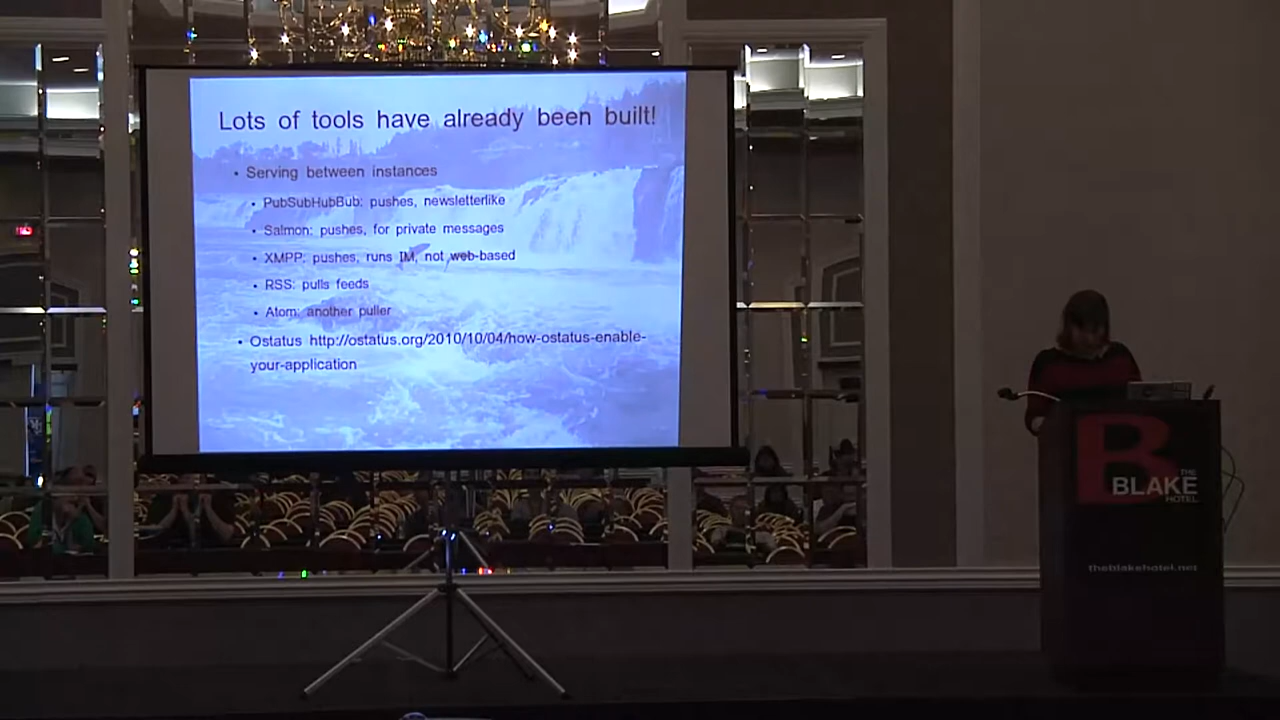 Lots of tools have already been built!
• Serving between instances
• PubSubHubBub: pushes, newsletterlike
• Salmon: pushes, for private messages
• XMPP: pushes, runs IM, not web-based
• RSS: pulls feeds
• Atom: another puller
• Ostatus http://ostatus.org/2010/10/04/how-ostatus-enable-
your-application
B
THE
BLAKE
HOTEL
theblakehotel.net